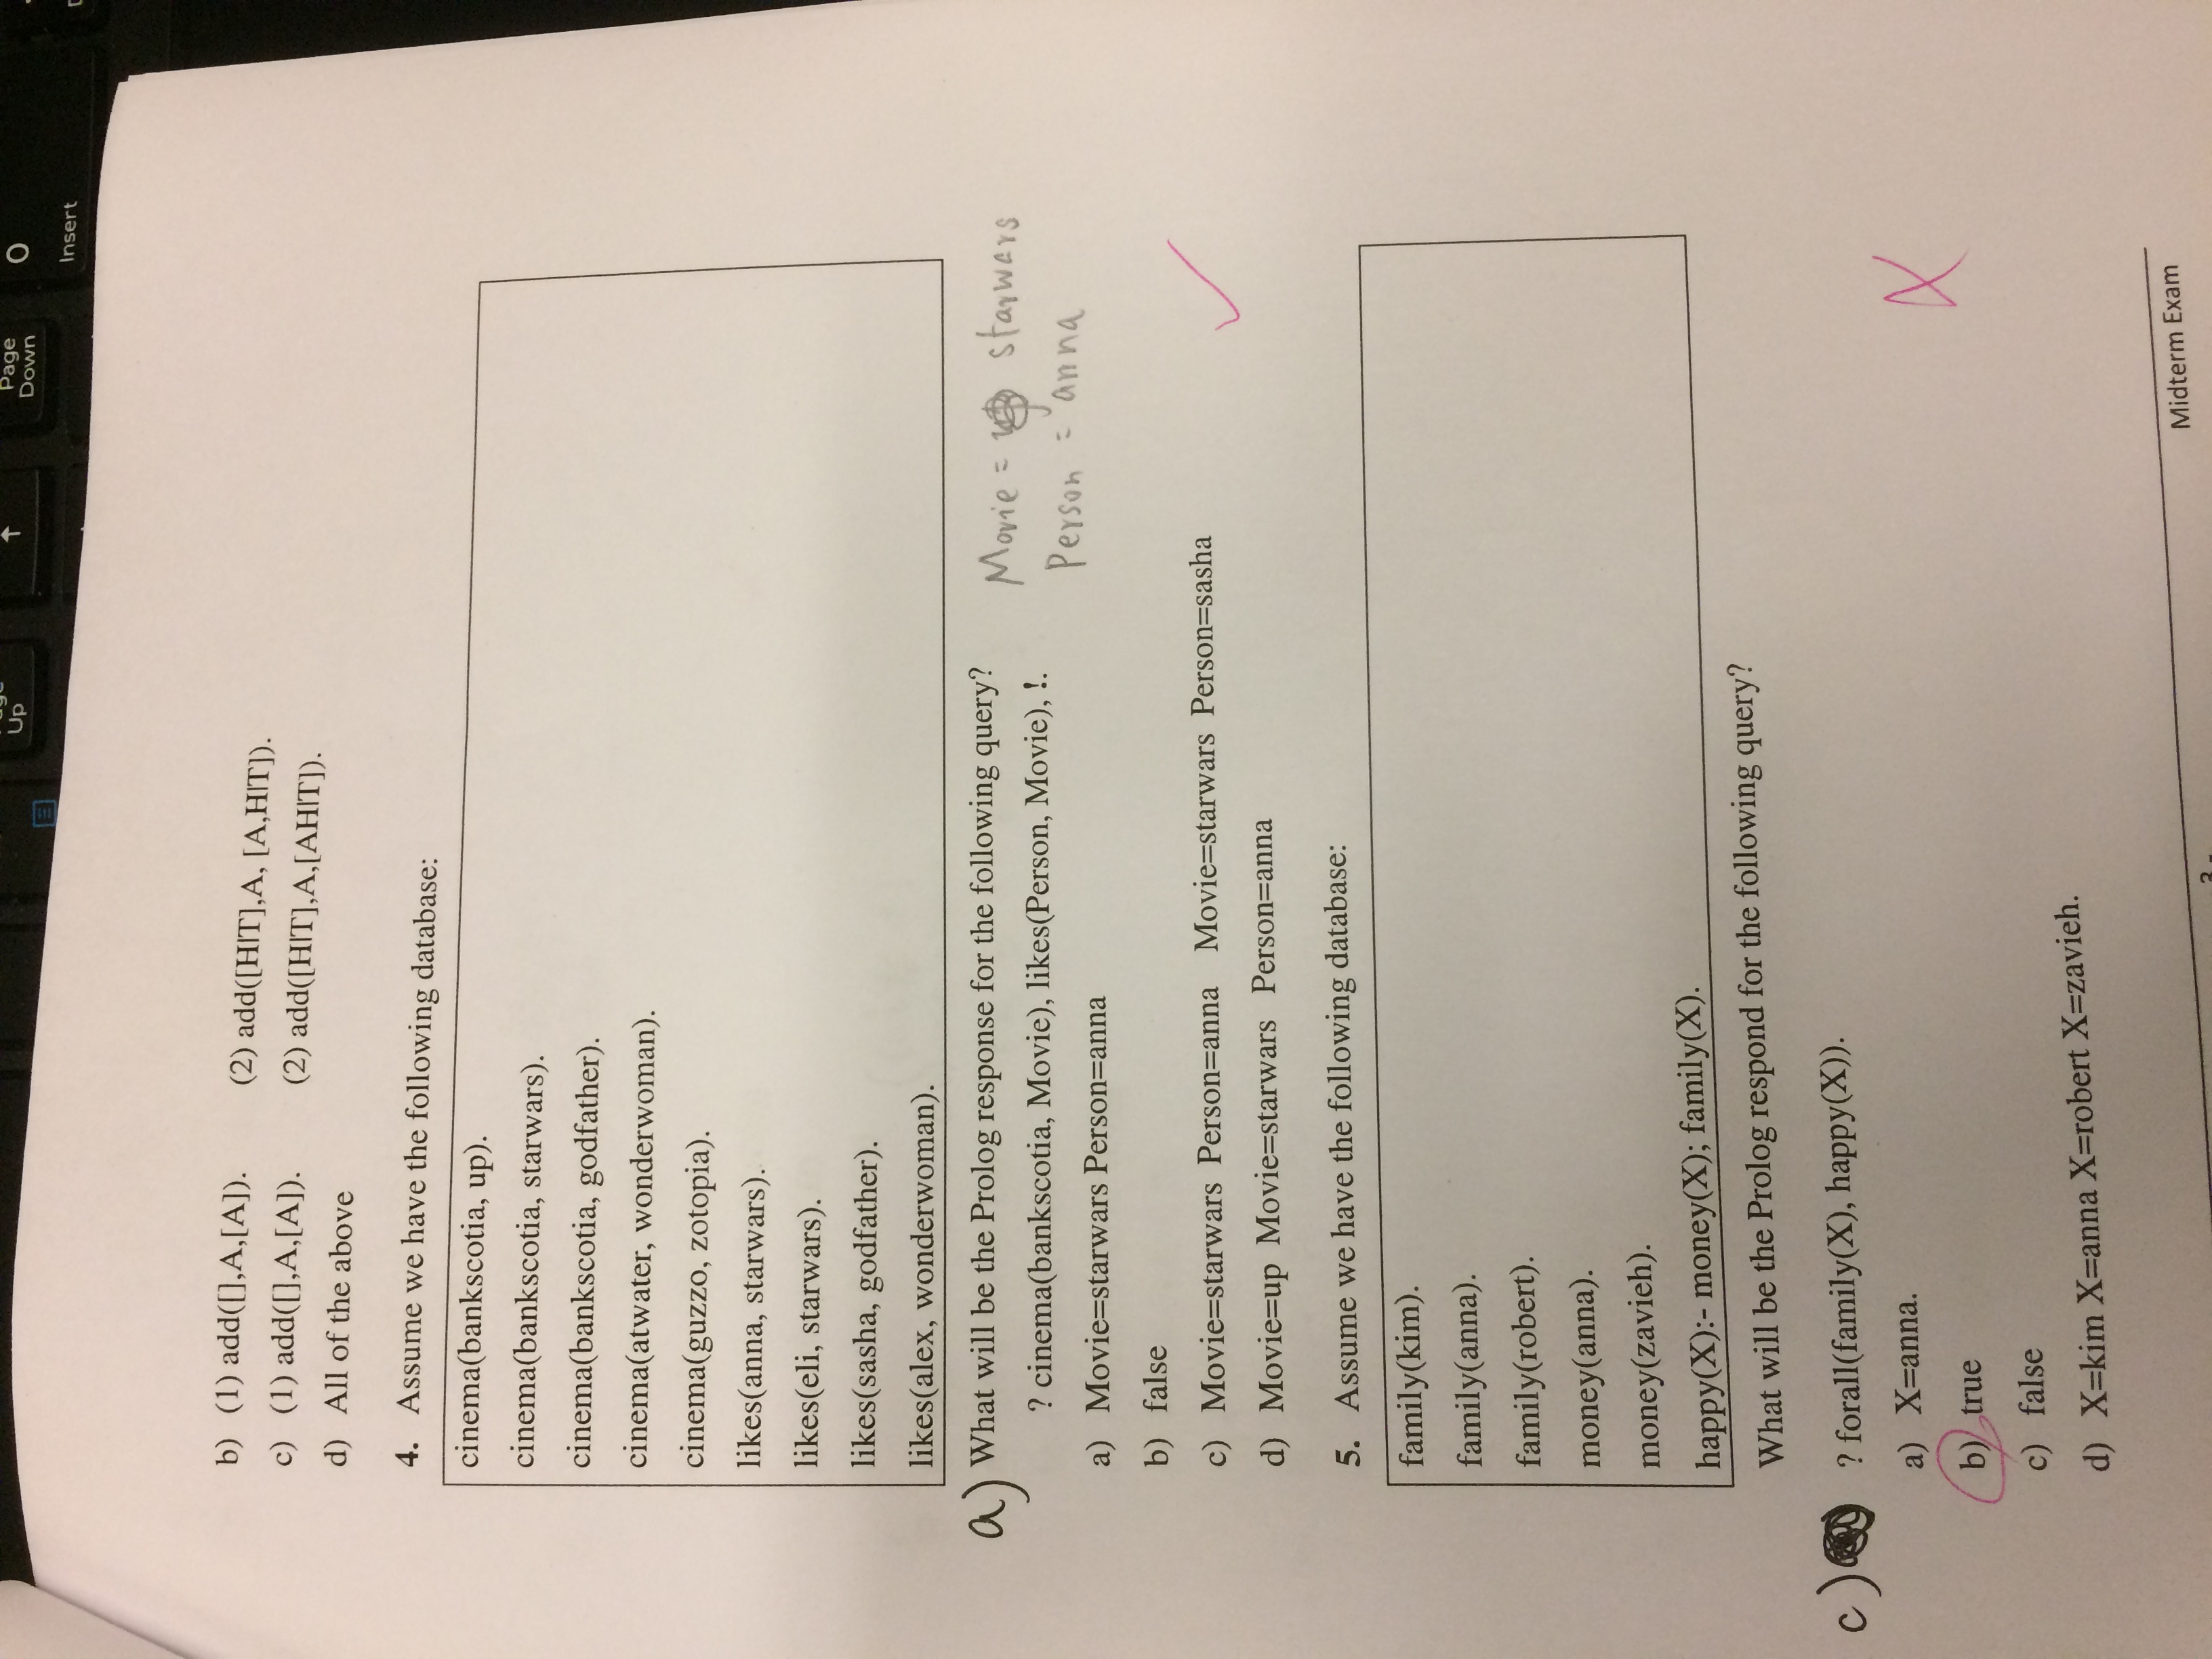 Up
↑
Page
Down
O
Insert
b) (1) add([],A,[A]). (2) add([H|T],A, [A,H|T]).
c) (1) add([],A,[A]). (2) add([H|T],A,[AH|T]).
d) All of the above
4. Assume we have the following database:
cinema(bankscotia, up).
cinema(bankscotia, starwars).
cinema(bankscotia, godfather).
cinema(atwater, wonderwoman).
cinema(guzzo, zotopia).
likes(anna, starwars).
likes(eli, starwars).
likes(sasha, godfather).
likes(alex, wonderwoman).
a) What will be the Prolog response for the following query?
Movie = starwars
? cinema(bankscotia, Movie), likes(Person, Movie), !.
Person = anna
a) Movie=starwars Person=anna
b) false
c) Movie=starwars Person=anna Movie=starwars Person=sasha
d) Movie=up Movie=starwars Person=anna
5. Assume we have the following database:
family(kim).
family(anna).
family(robert).
money(anna).
money(zavieh).
happy(X):- money(X); family(X).
What will be the Prolog respond for the following query?
c) ? forall(family(X), happy(X)).
a) X=anna.
b) true
c) false
d) X=kim X=anna X=robert X=zavieh.
Midterm Exam